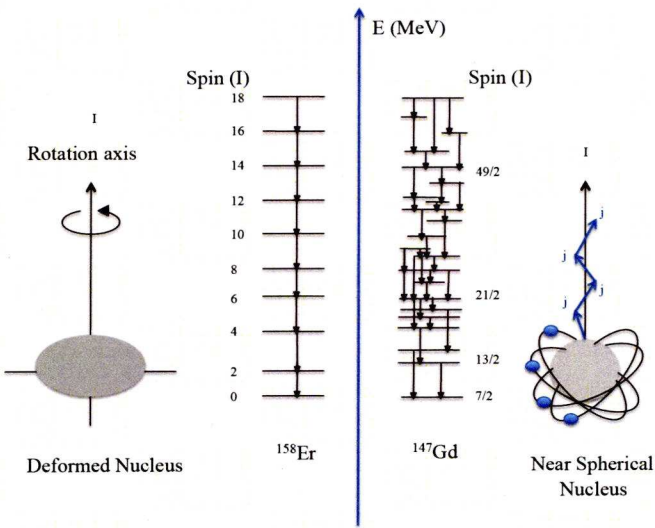 E (MeV)
Spin (I)
18
16
14
12
10
8
6
4
2
0
158Er
I
Rotation axis
Deformed Nucleus
Spin (I)
49/2
21/2
13/2
7/2
147Gd
I
j
j
j
j
Near Spherical
Nucleus